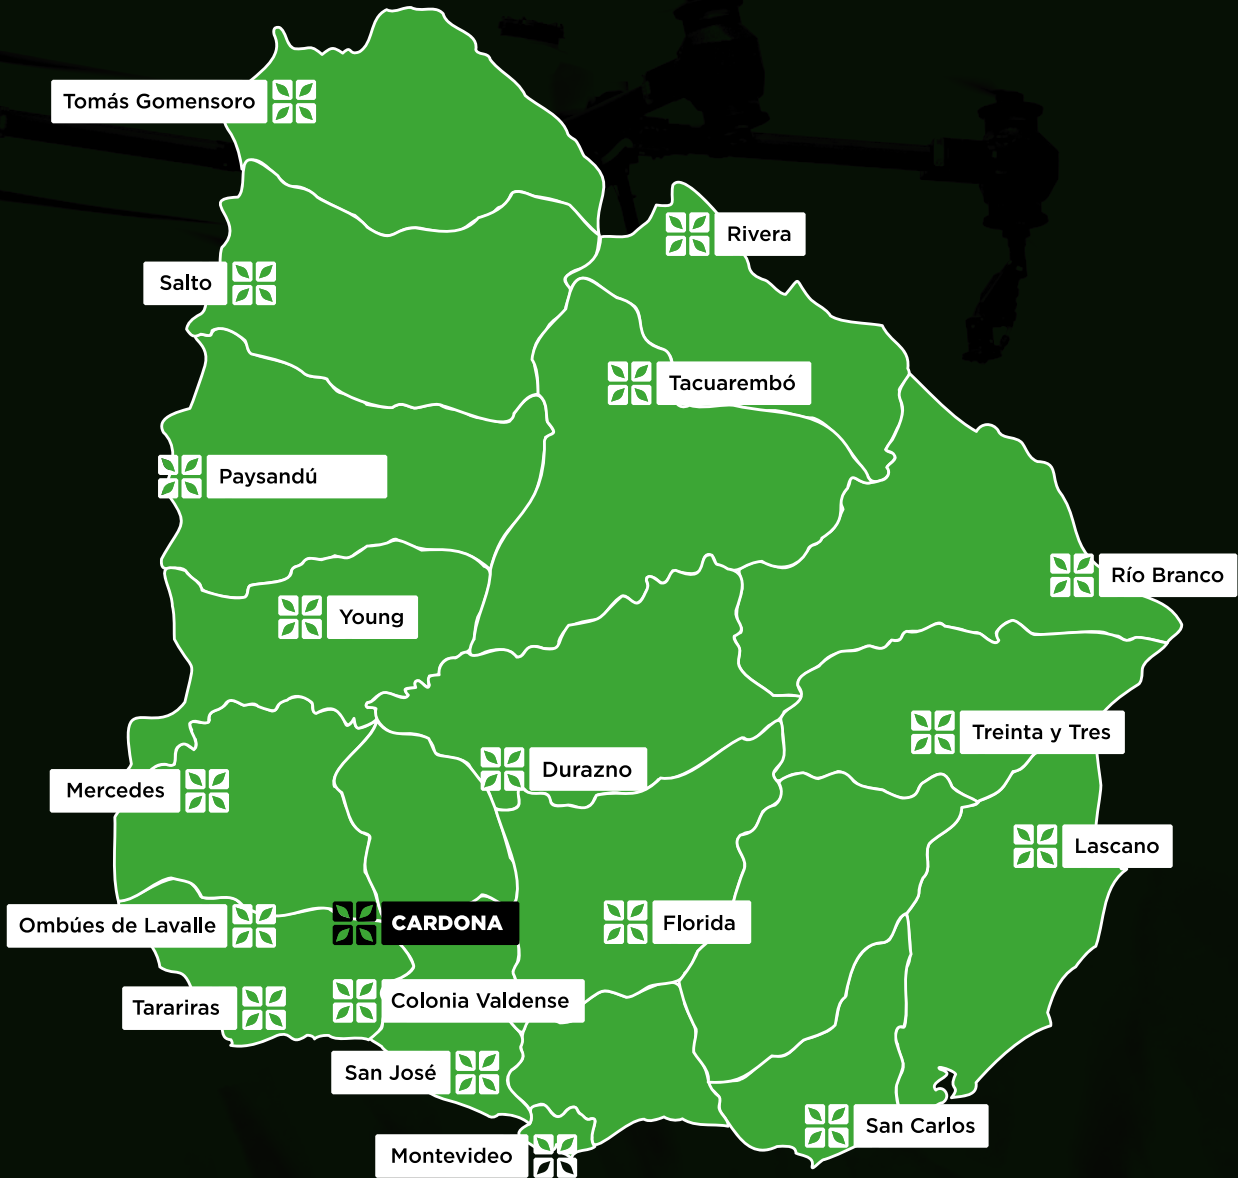 Tomás Gomensoro
Rivera
Salto
Tacuarembó
Paysandú
Río Branco
Young
Treinta y Tres
Durazno
Mercedes
Lascano
Ombúes de Lavalle
CARDONA
Florida
Tarariras
Colonia Valdense
San José
San Carlos
Montevideo